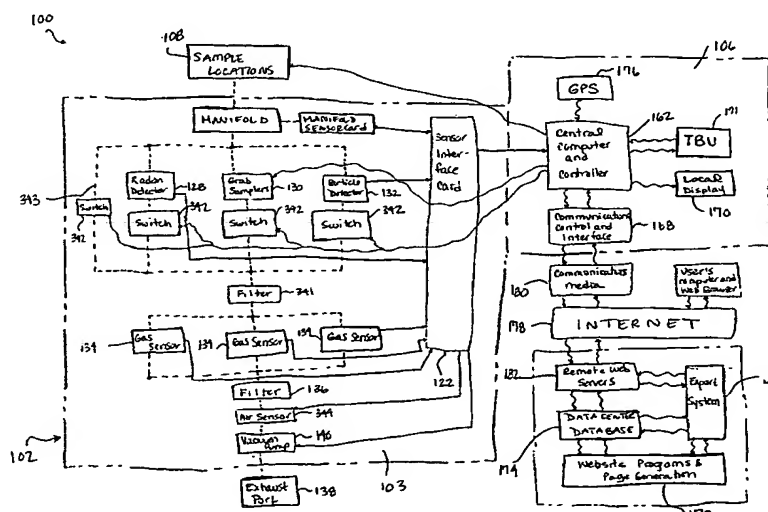 100
108
SAMPLE
LOCATIONS
106
176
GPS
162
MANIFOLD
MANIFOLD
SENSOR CARD
Sensor
Interface
Card
Central
Computer
and
Controller
TBU
171
343
Radon
Detector
128
Grab
Samplers
130
Particle
Detector
132
Local
Display
170
Switch
342
Switch
342
Switch
342
Switch
342
Communications
Control and
Interface
168
Filter
341
Communications
Media
180
User's
Computer and
Web Browser
178
INTERNET
134
Gas
Sensor
134
Gas Sensor
134
Gas Sensor
122
182
Remote Web
Servers
Expert
System
Filter
136
Air Sensor
344
DATA CENTER
DATABASE
174
Vacuum
Pump
140
102
103
Website Programs &
Page Generation
Exhaust
Port
138